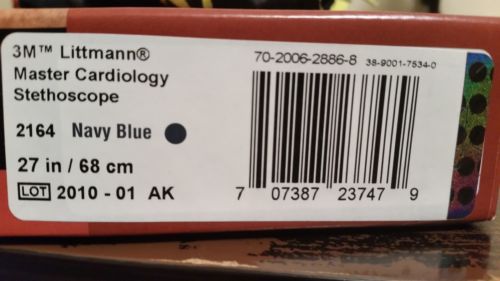 3M™ Littmann®
Master Cardiology
Stethoscope
2164 Navy Blue
27 in / 68 cm
LOT 2010 - 01 AK
70-2006-2886-8 38-9001-7534-0
7 07387 23747 9